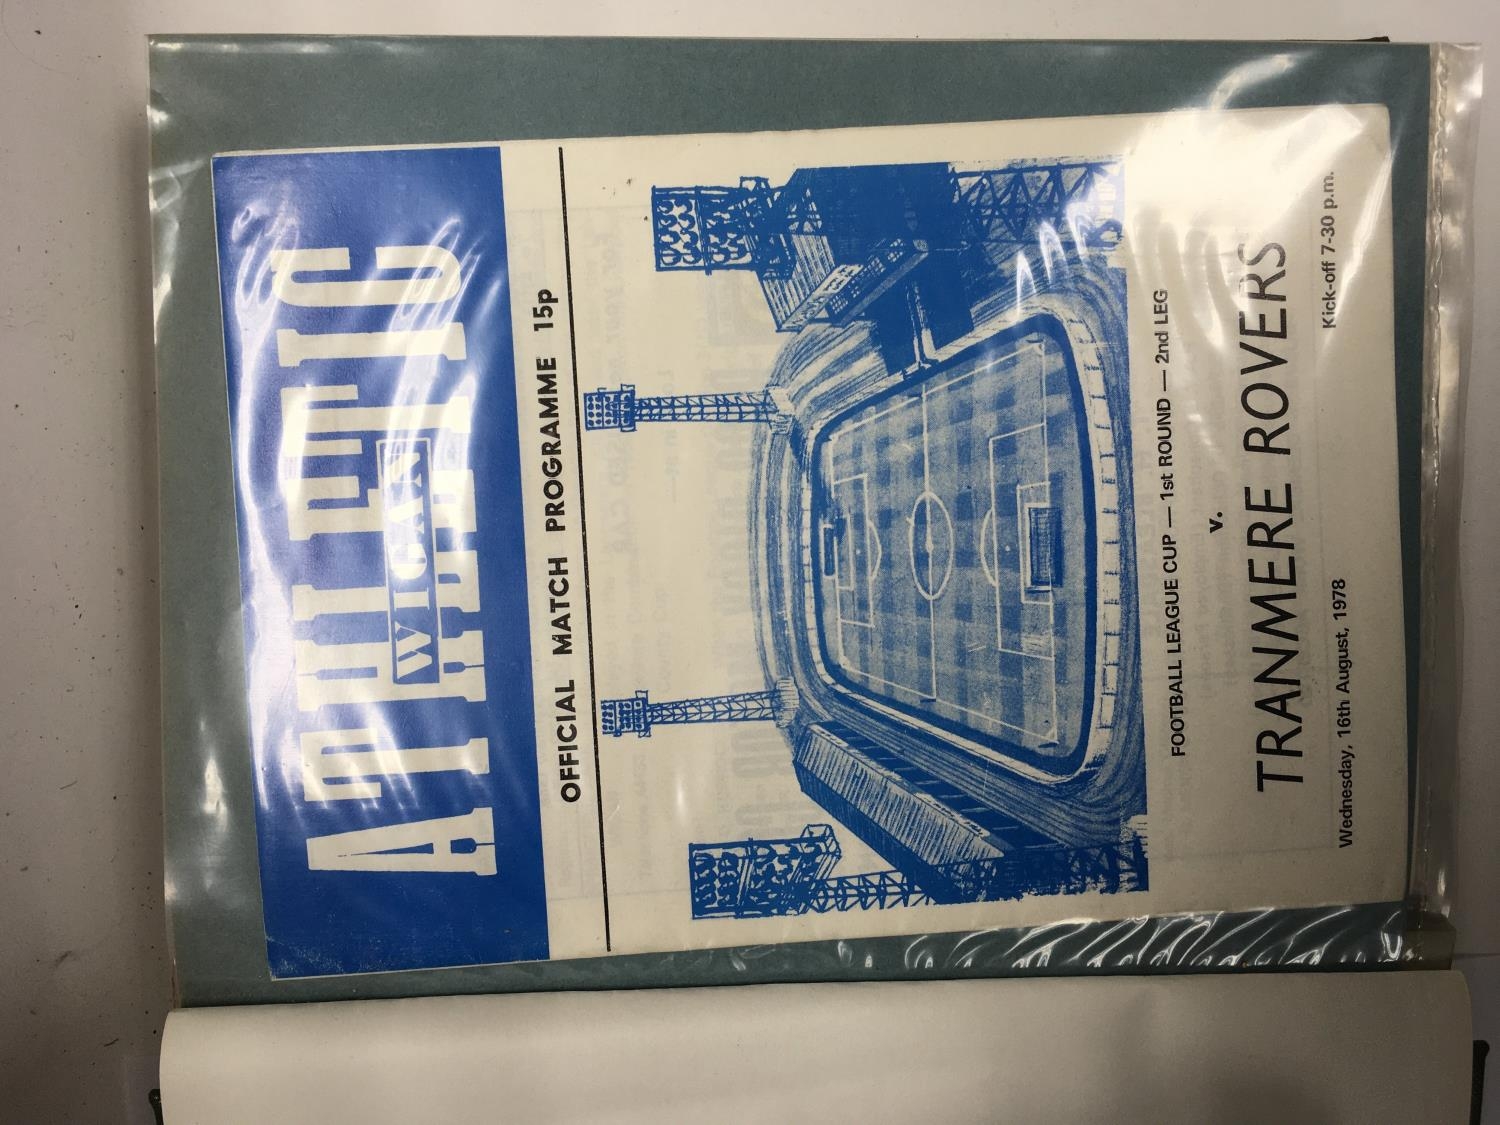 ATHLETIC
WIGAN
OFFICIAL MATCH PROGRAMME 15p
FOOTBALL LEAGUE CUP — 1st ROUND — 2nd LEG
v.
TRANMERE ROVERS
Wednesday, 16th August, 1978 Kick-off 7-30 p.m.